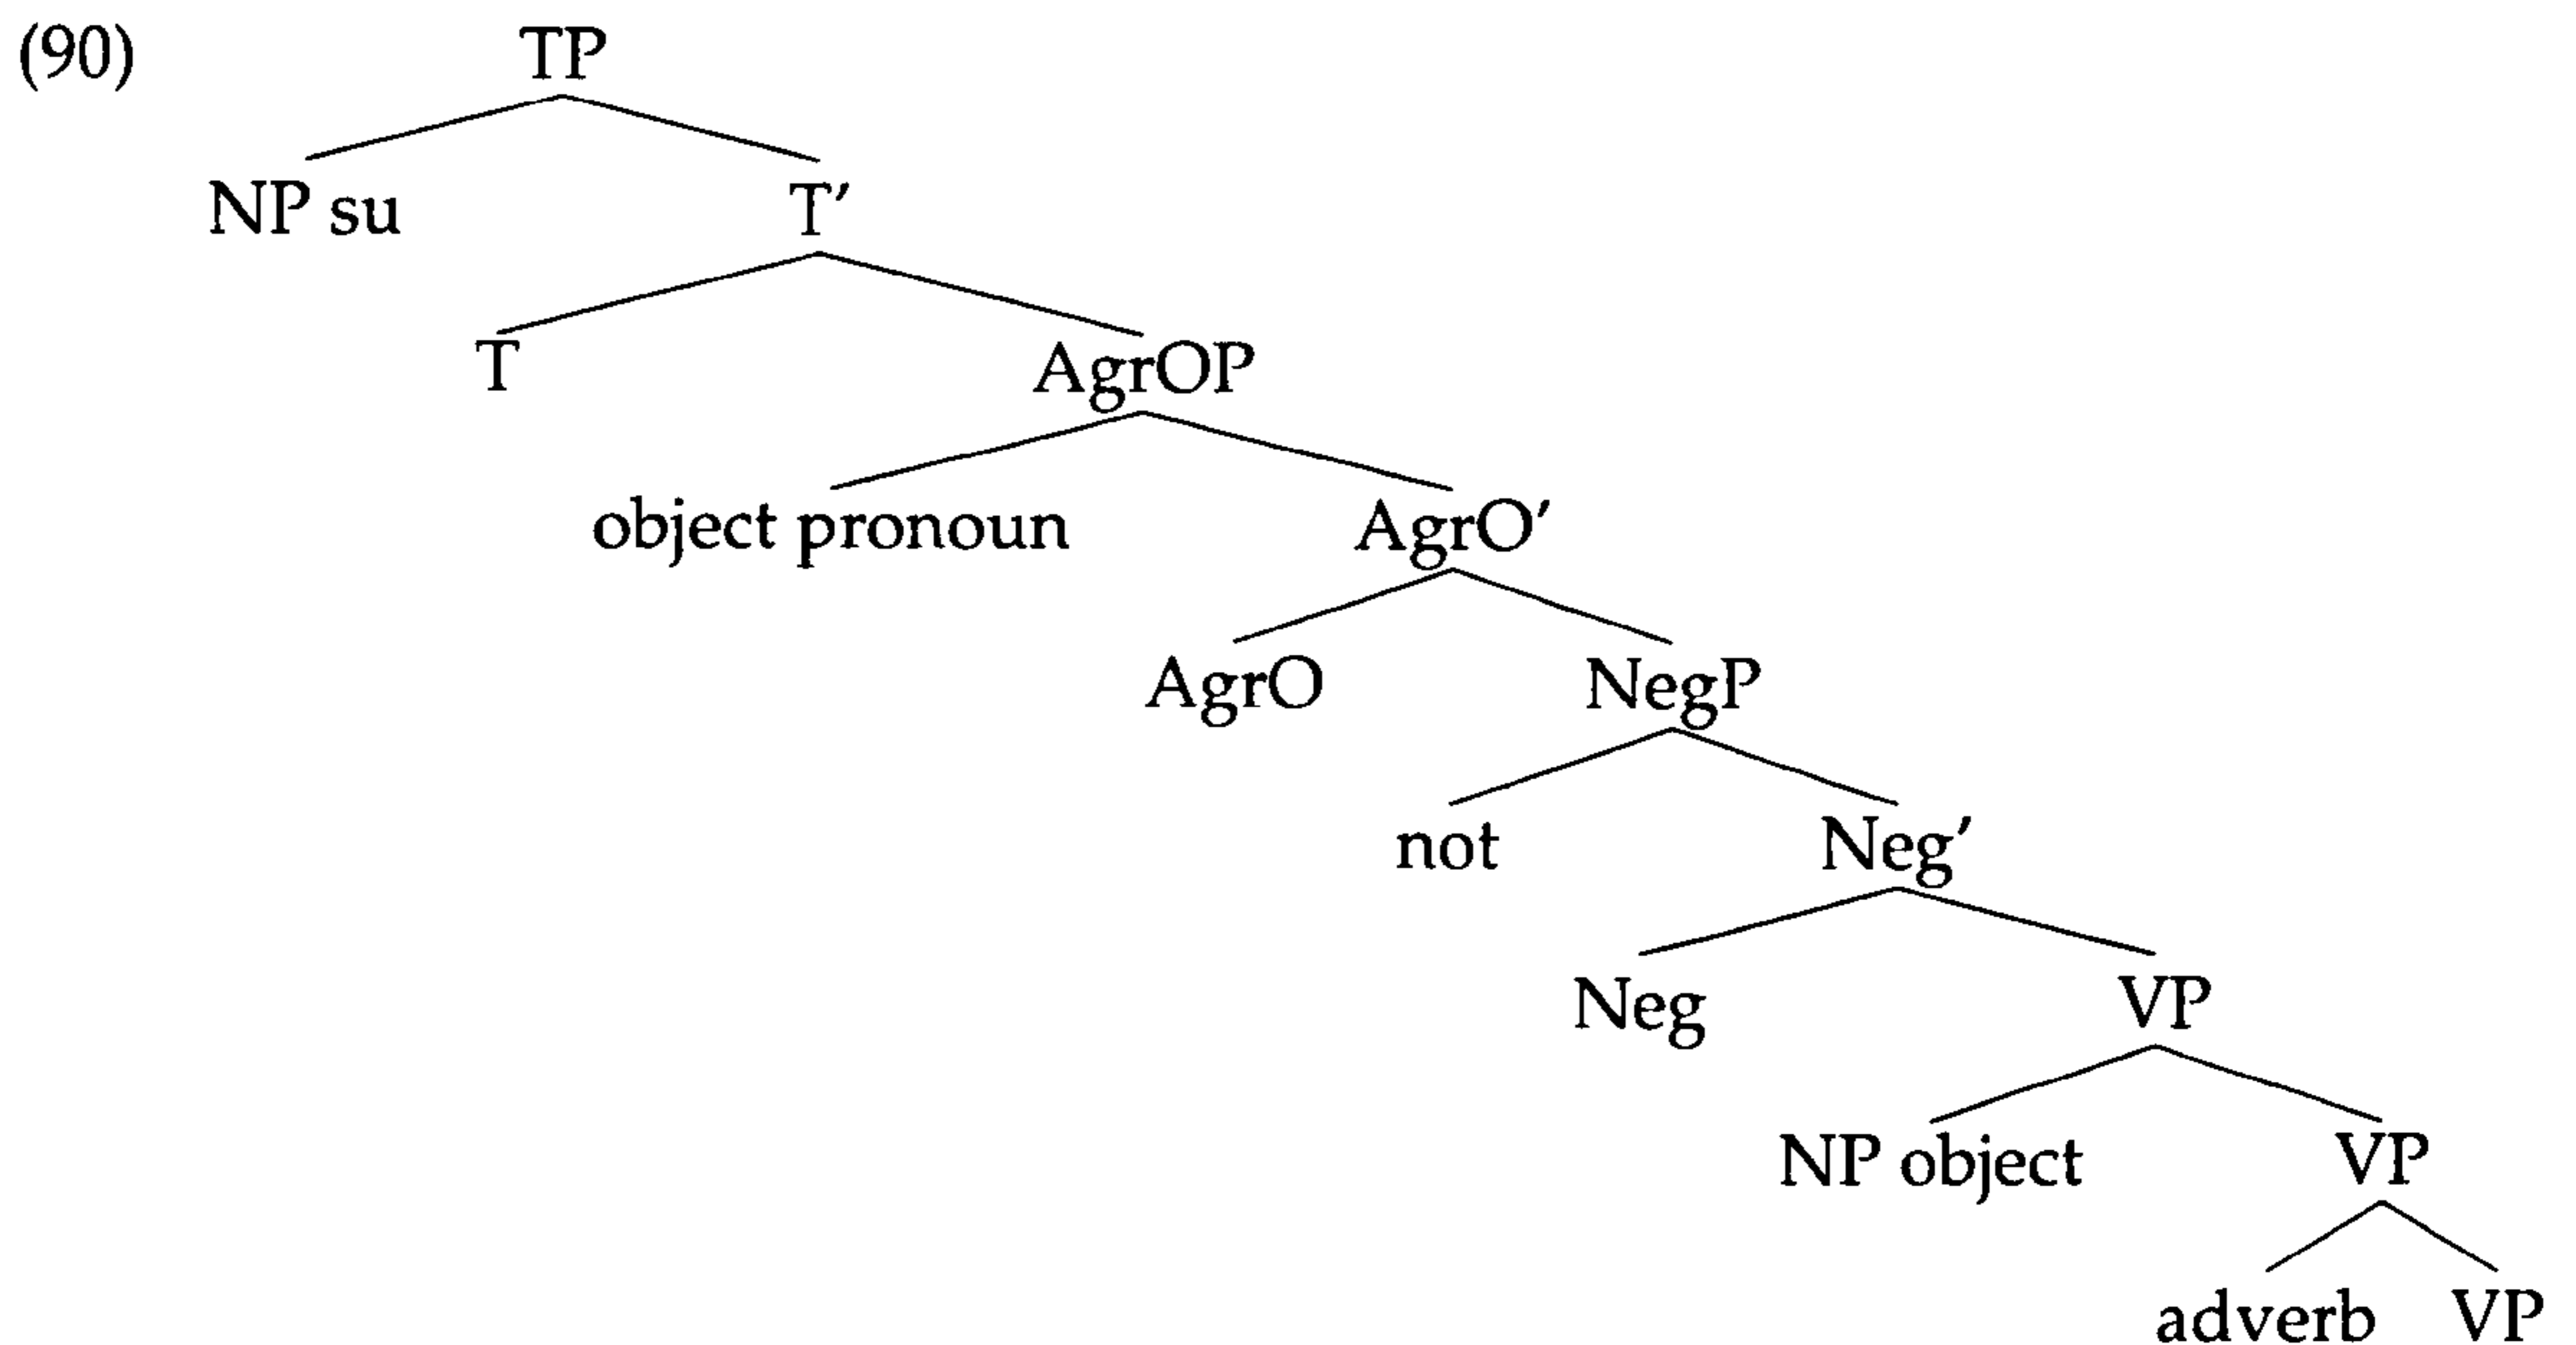 (90) TP
NP su T′
T AgrOP
object pronoun AgrO′
AgrO NegP
not Neg′
Neg VP
NP object VP
adverb VP